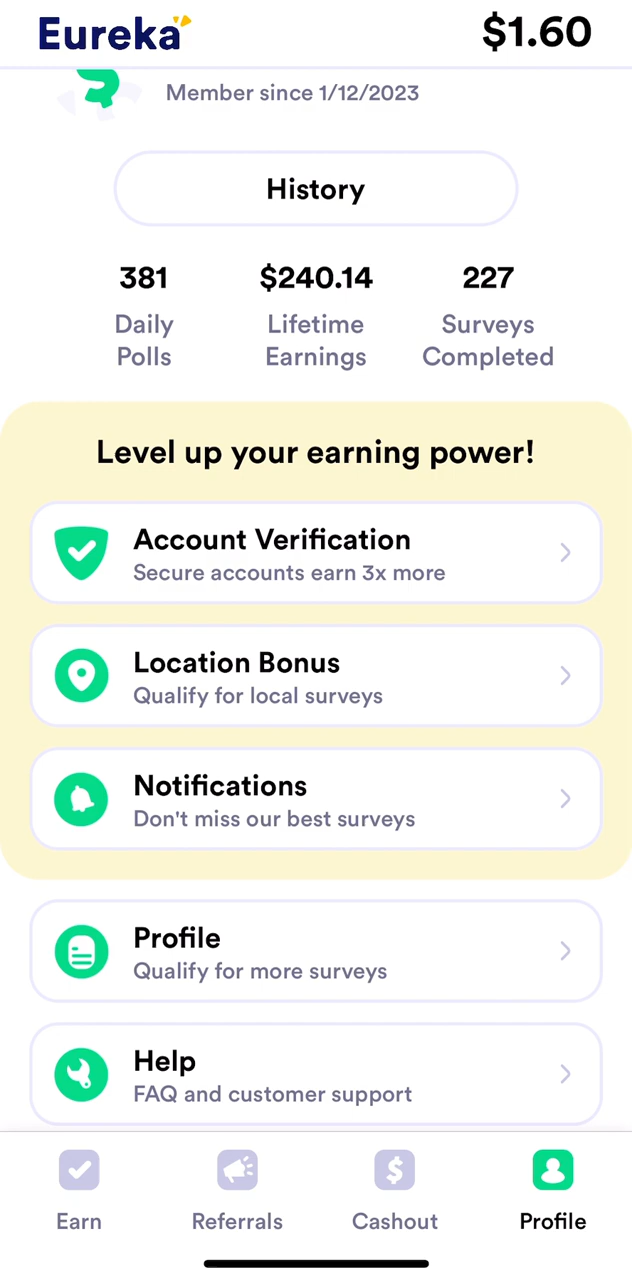 Eureka
$1.60
Member since 1/12/2023
History
381
$240.14
227
Daily
Polls
Lifetime
Earnings
Surveys
Completed
Level up your earning power!
Account Verification
Secure accounts earn 3x more
Location Bonus
Qualify for local surveys
Notifications
Don't miss our best surveys
Profile
Qualify for more surveys
Help
FAQ and customer support
Earn
Referrals
Cashout
Profile